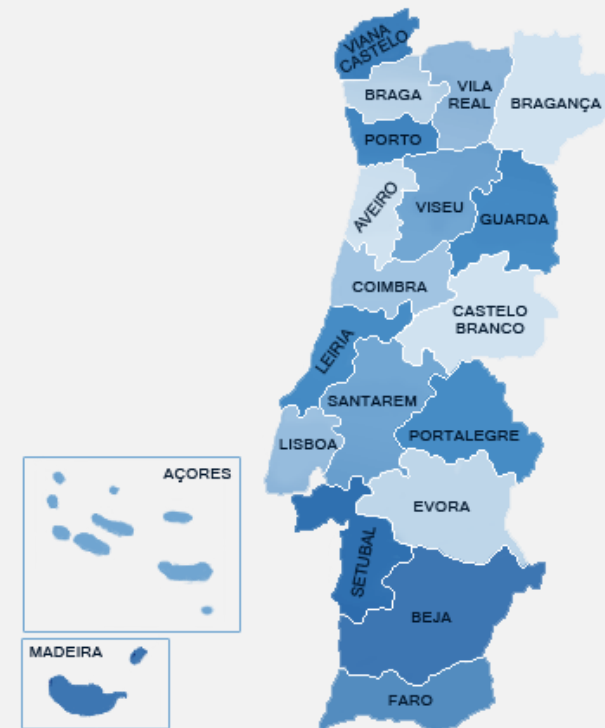 VIANA
CASTELO
BRAGA
VILA
REAL
BRAGANÇA
PORTO
AVEIRO
VISEU
GUARDA
COIMBRA
CASTELO
BRANCO
LEIRIA
SANTAREM
LISBOA
PORTALEGRE
AÇORES
EVORA
SETUBAL
BEJA
MADEIRA
FARO